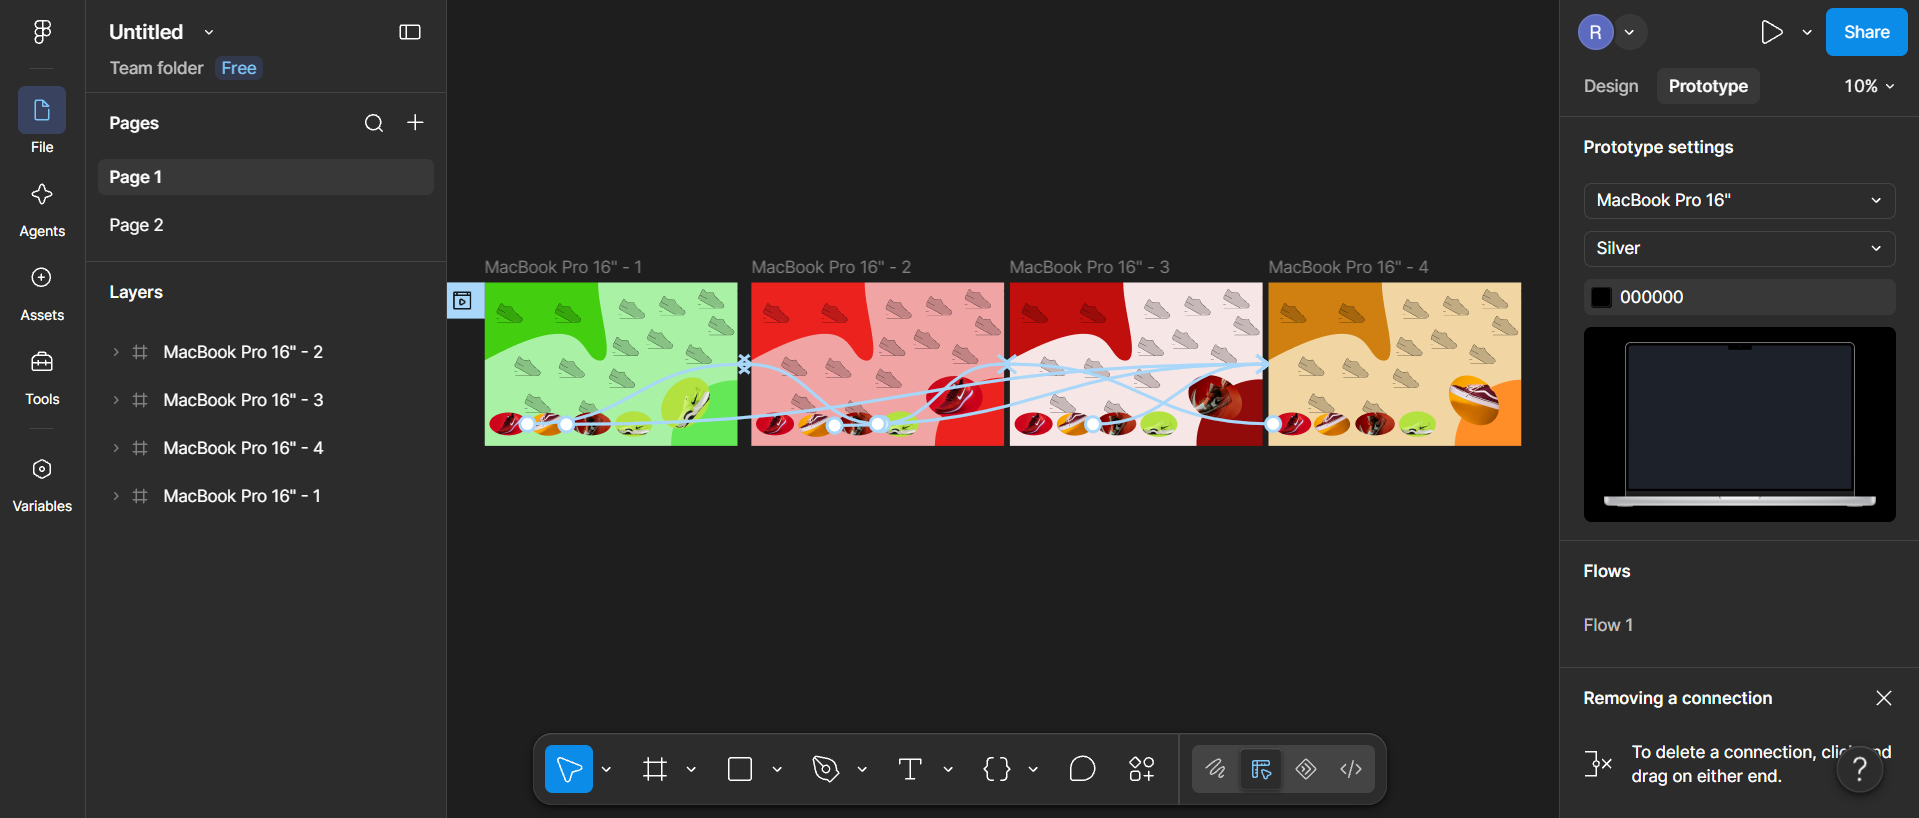 Untitled
Team folder Free
File
Agents
Assets
Tools
Variables
Pages
Page 1
Page 2
Layers
MacBook Pro 16" - 2
MacBook Pro 16" - 3
MacBook Pro 16" - 4
MacBook Pro 16" - 1
MacBook Pro 16" - 1
MacBook Pro 16" - 2
MacBook Pro 16" - 3
MacBook Pro 16" - 4
R
Share
Design Prototype 10%
Prototype settings
MacBook Pro 16"
Silver
000000
Flows
Flow 1
Removing a connection
To delete a connection, and
drag on either end.
?